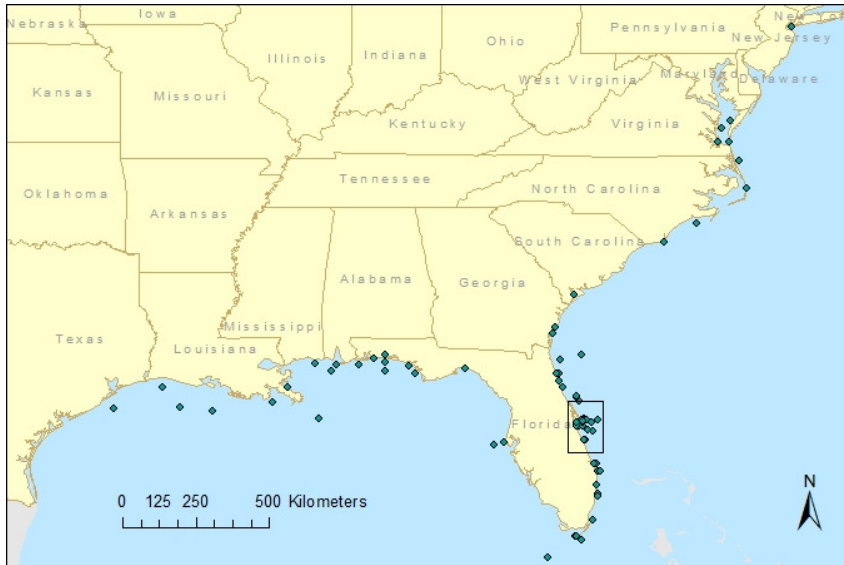 Iowa
New York
Nebraska
Pennsylvania
Ohio
New Jersey
Illinois
Indiana
Maryland
Delaware
West Virginia
Kansas
Missouri
Kentucky
Virginia
Tennessee
Oklahoma
North Carolina
Arkansas
South Carolina
Alabama
Georgia
Mississippi
Texas
Louisiana
Florida
N
0 125 250 500 Kilometers